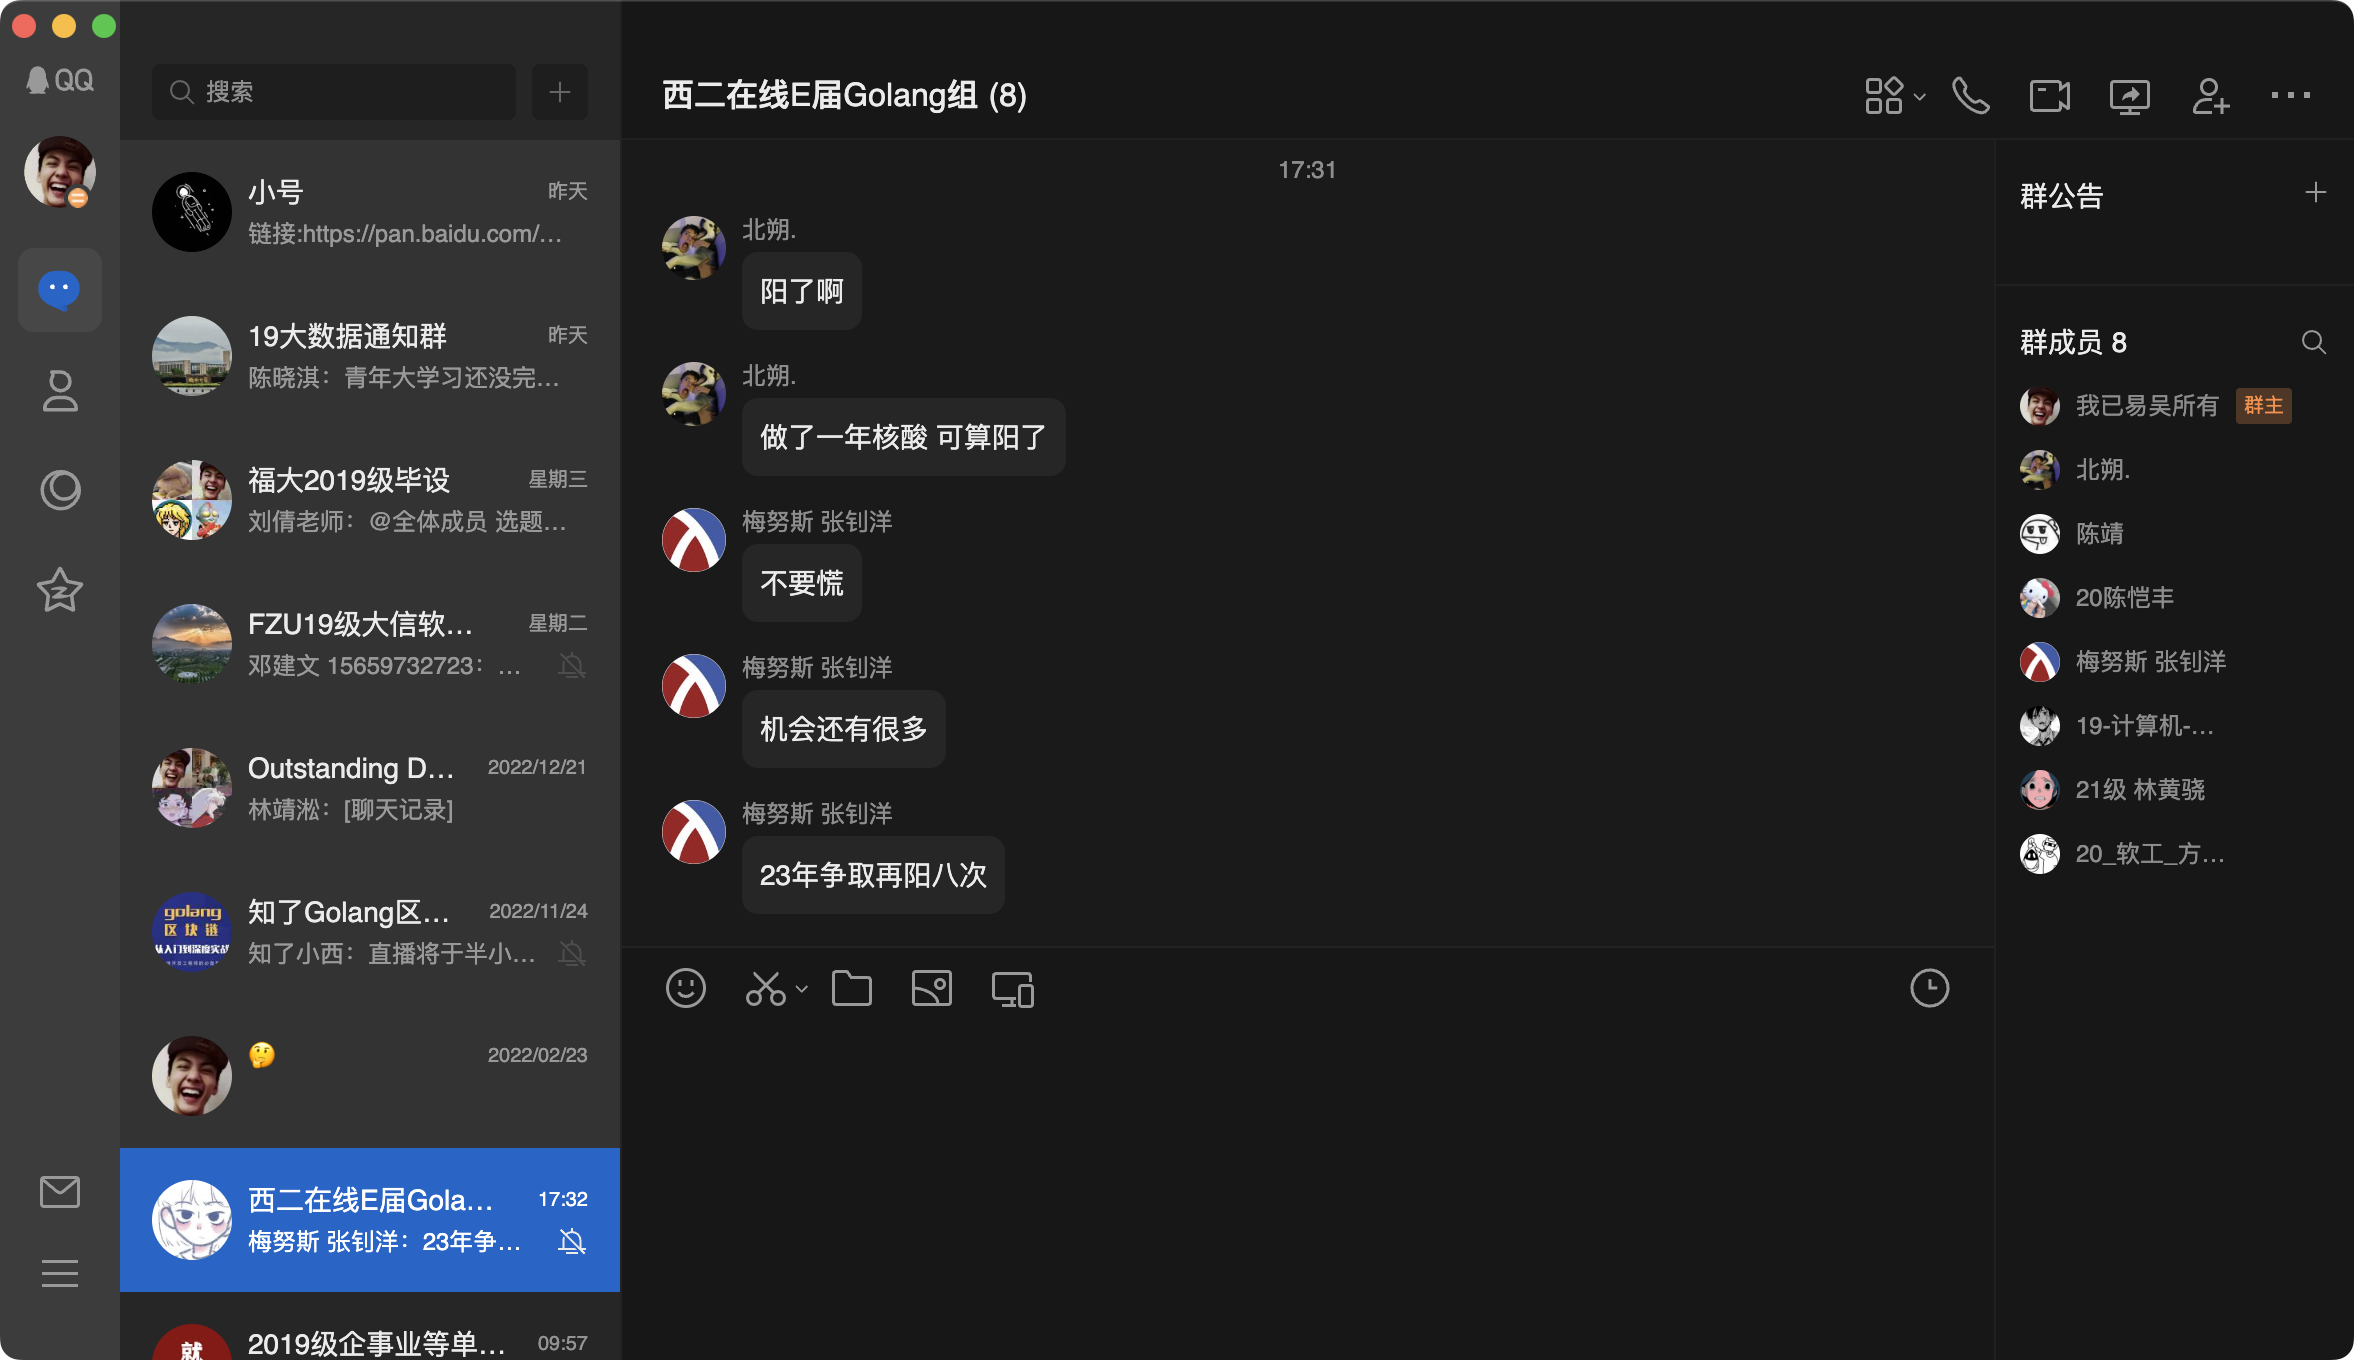 QQ
搜索
小号
昨天
链接:https://pan.baidu.com/...
19大数据通知群
昨天
陈晓淇：青年大学习还没完...
福大2019级毕设
星期三
刘倩老师：@全体成员 选题...
FZU19级大信软...
星期二
邓建文 15659732723：...
Outstanding D...
2022/12/21
林靖淞：[聊天记录]
golang
区块链
从入门到深度实战
知了Golang区...
2022/11/24
知了小西：直播将于半小...
🤔
2022/02/23
西二在线E届Gola...
17:32
梅努斯 张钊洋：23年争...
就
2019级企事业等单...
09:57
西二在线E届Golang组 (8)
17:31
北朔.
阳了啊
北朔.
做了一年核酸 可算阳了
梅努斯 张钊洋
不要慌
梅努斯 张钊洋
机会还有很多
梅努斯 张钊洋
23年争取再阳八次
群公告
群成员 8
我已易吴所有 群主
北朔.
陈靖
20陈恺丰
梅努斯 张钊洋
19-计算机-...
21级 林黄骁
20_软工_方...